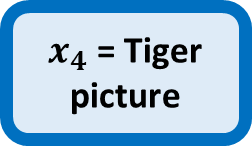 x₄ = Tiger
picture